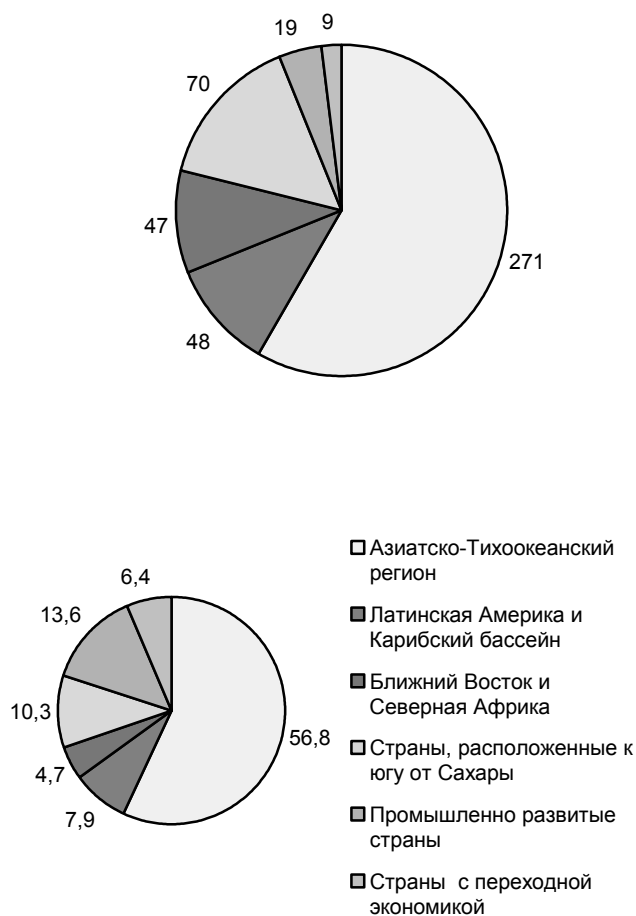 9
19
70
47
271
48
6,4
13,6
10,3
56,8
4,7
7,9
Азиатско-Тихоокеанский
регион
Латинская Америка и
Карибский бассейн
Ближний Восток и
Северная Африка
Страны, расположенные к
югу от Сахары
Промышленно развитые
страны
Страны с переходной
экономикой